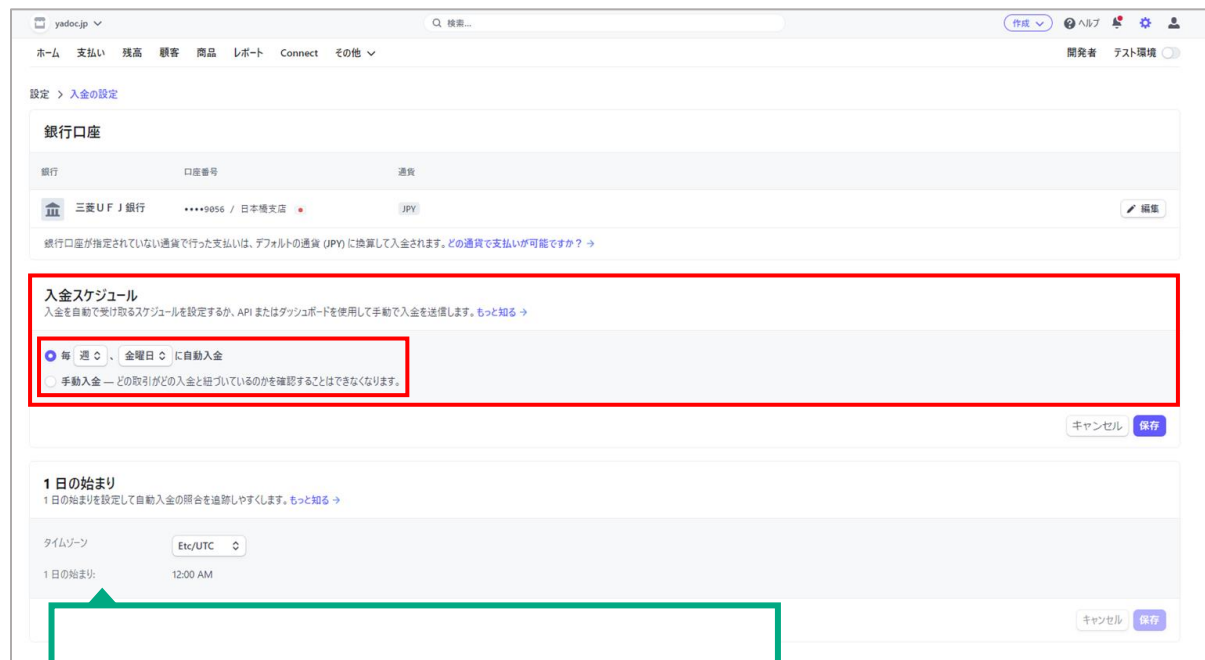 yadoc.jp
検索...
作成
ヘルプ
ホーム 支払い 残高 顧客 商品 レポート Connect その他
開発者 テスト環境
設定 > 入金の設定
銀行口座
銀行 口座番号 通貨
三菱ＵＦＪ銀行 ••••9056 / 日本橋支店 JPY
編集
銀行口座が指定されていない通貨で行った支払いは、デフォルトの通貨 (JPY) に換算して入金されます。どの通貨で支払いが可能ですか? →
入金スケジュール
入金を自動で受け取るスケジュールを設定するか、API またはダッシュボードを使用して手動で入金を送信します。もっと知る →
毎 週 、 金曜日 に自動入金
手動入金 — どの取引がどの入金と紐づいているのかを確認することはできなくなります。
キャンセル 保存
1 日の始まり
1 日の始まりを設定して自動入金の照合を追跡しやすくします。もっと知る →
タイムゾーン Etc/UTC
1 日の始まり: 12:00 AM
キャンセル 保存